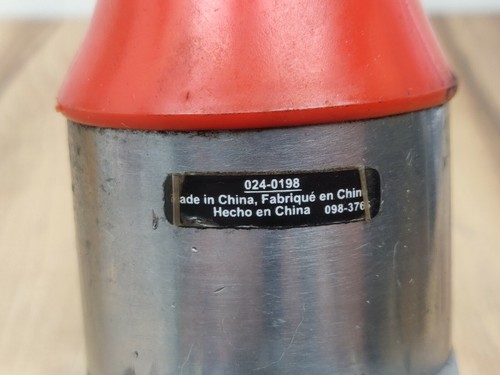 024-0198
ade in China, Fabriqué en Chin
Hecho en China 098-376